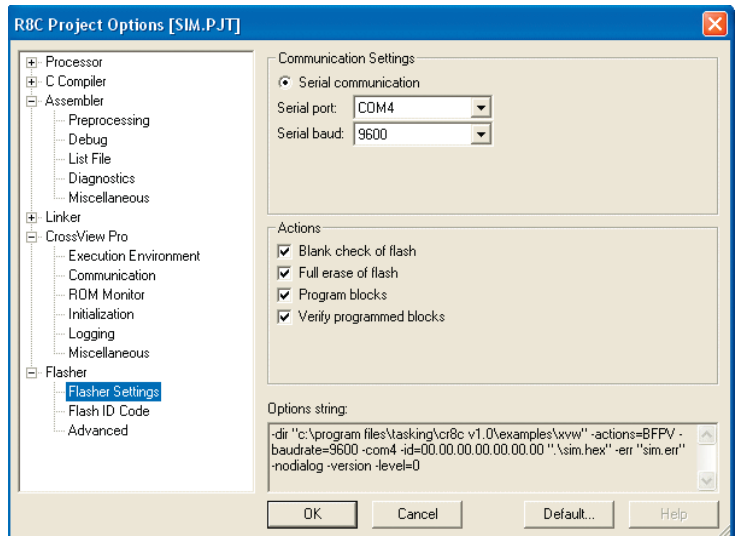 R8C Project Options [SIM.PJT]
Processor
C Compiler
Assembler
Preprocessing
Debug
List File
Diagnostics
Miscellaneous
Linker
CrossView Pro
Execution Environment
Communication
ROM Monitor
Initialization
Logging
Miscellaneous
Flasher
Flasher Settings
Flash ID Code
Advanced
Communication Settings
Serial communication
Serial port: COM4
Serial baud: 9600
Actions
Blank check of flash
Full erase of flash
Program blocks
Verify programmed blocks
Options string:
-dir "c:\program files\tasking\cr8c v1.0\examples\xvw" -actions=BFPV -
baudrate=9600 -com4 -id=00.00.00.00.00.00.00 ".\sim.hex" -err "sim.err"
-nodialog -version -level=0
OK Cancel Default... Help